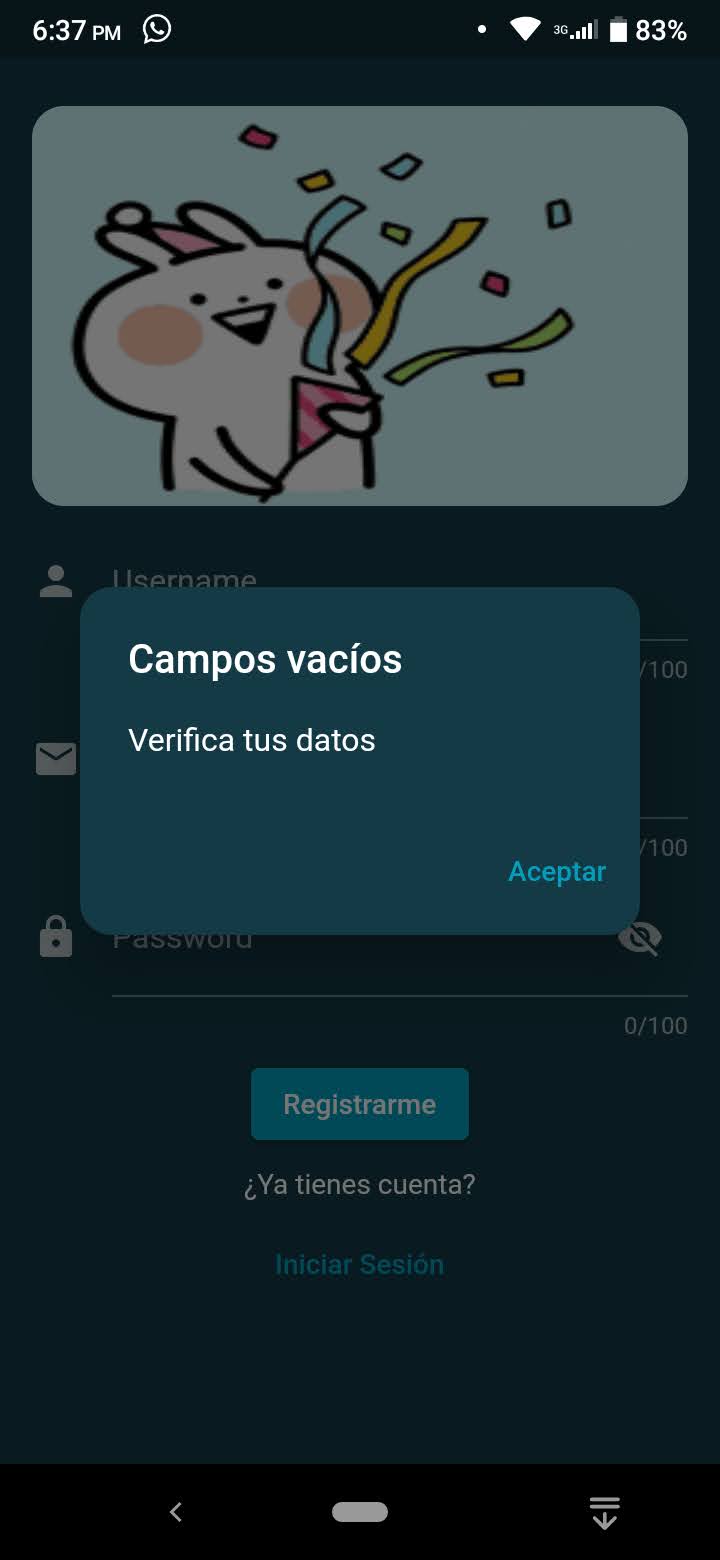 6:37 PM
3G
83%
Username
/100
Campos vacíos
Verifica tus datos
/100
Aceptar
Password
0/100
Registrarme
¿Ya tienes cuenta?
Iniciar Sesión